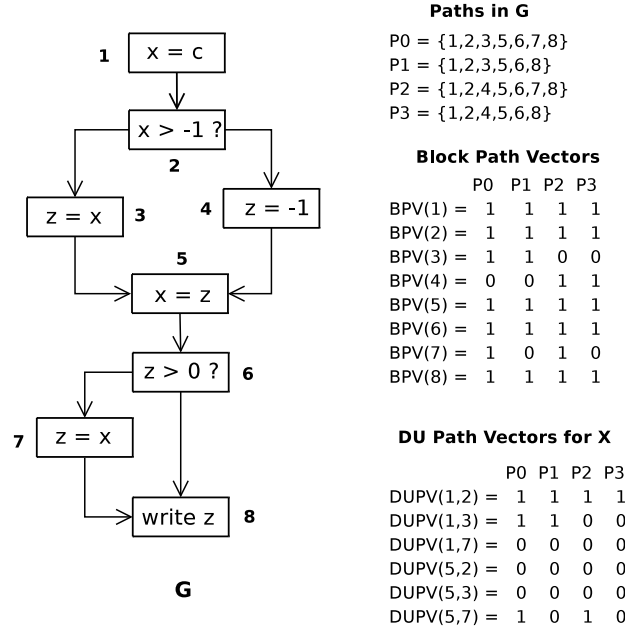 1
x = c
x > -1 ?
2
z = x
3
4
z = -1
5
x = z
z > 0 ?
6
7
z = x
write z
8
G
Paths in G
P0 = {1,2,3,5,6,7,8}
P1 = {1,2,3,5,6,8}
P2 = {1,2,4,5,6,7,8}
P3 = {1,2,4,5,6,8}
Block Path Vectors
P0 P1 P2 P3
BPV(1) = 1 1 1 1
BPV(2) = 1 1 1 1
BPV(3) = 1 1 0 0
BPV(4) = 0 0 1 1
BPV(5) = 1 1 1 1
BPV(6) = 1 1 1 1
BPV(7) = 1 0 1 0
BPV(8) = 1 1 1 1
DU Path Vectors for X
P0 P1 P2 P3
DUPV(1,2) = 1 1 1 1
DUPV(1,3) = 1 1 0 0
DUPV(1,7) = 0 0 0 0
DUPV(5,2) = 0 0 0 0
DUPV(5,3) = 0 0 0 0
DUPV(5,7) = 1 0 1 0